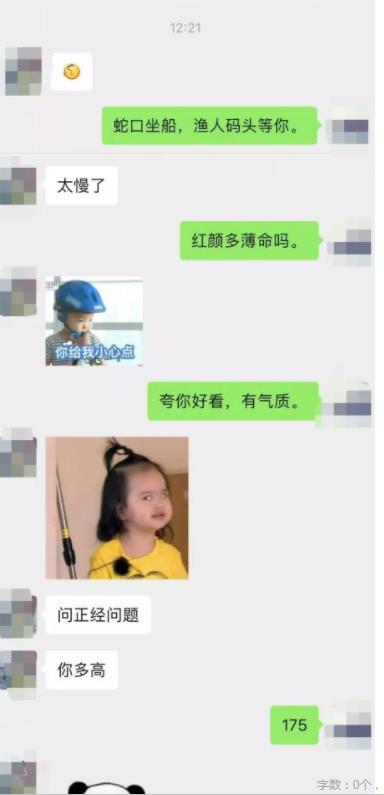 12:21
蛇口坐船，渔人码头等你。
太慢了
红颜多薄命吗。
你给我小心点
夸你好看，有气质。
问正经问题
你多高
175
字数：0个，